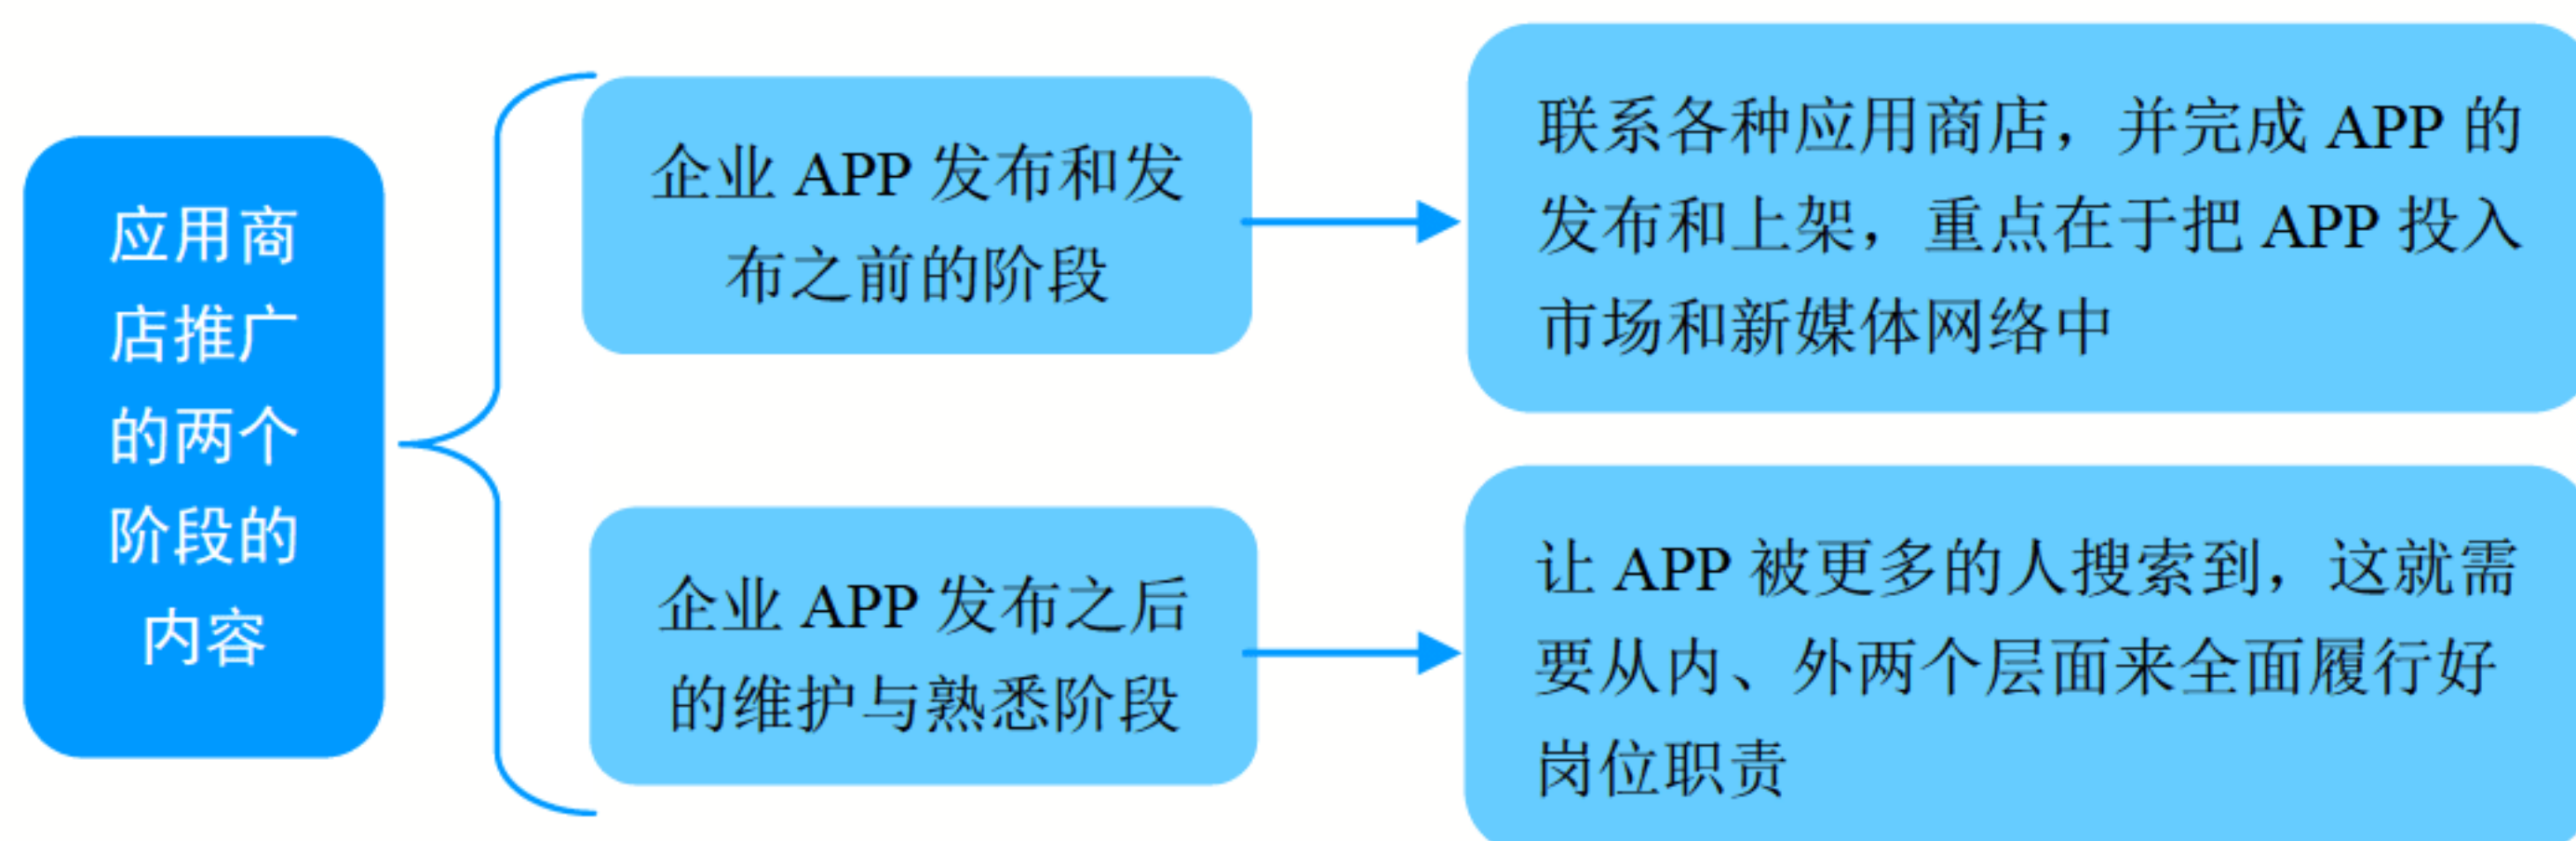 应用商
店推广
的两个
阶段的
内容
企业 APP 发布和发
布之前的阶段
联系各种应用商店，并完成 APP 的
发布和上架，重点在于把 APP 投入
市场和新媒体网络中
企业 APP 发布之后
的维护与熟悉阶段
让 APP 被更多的人搜索到，这就需
要从内、外两个层面来全面履行好
岗位职责